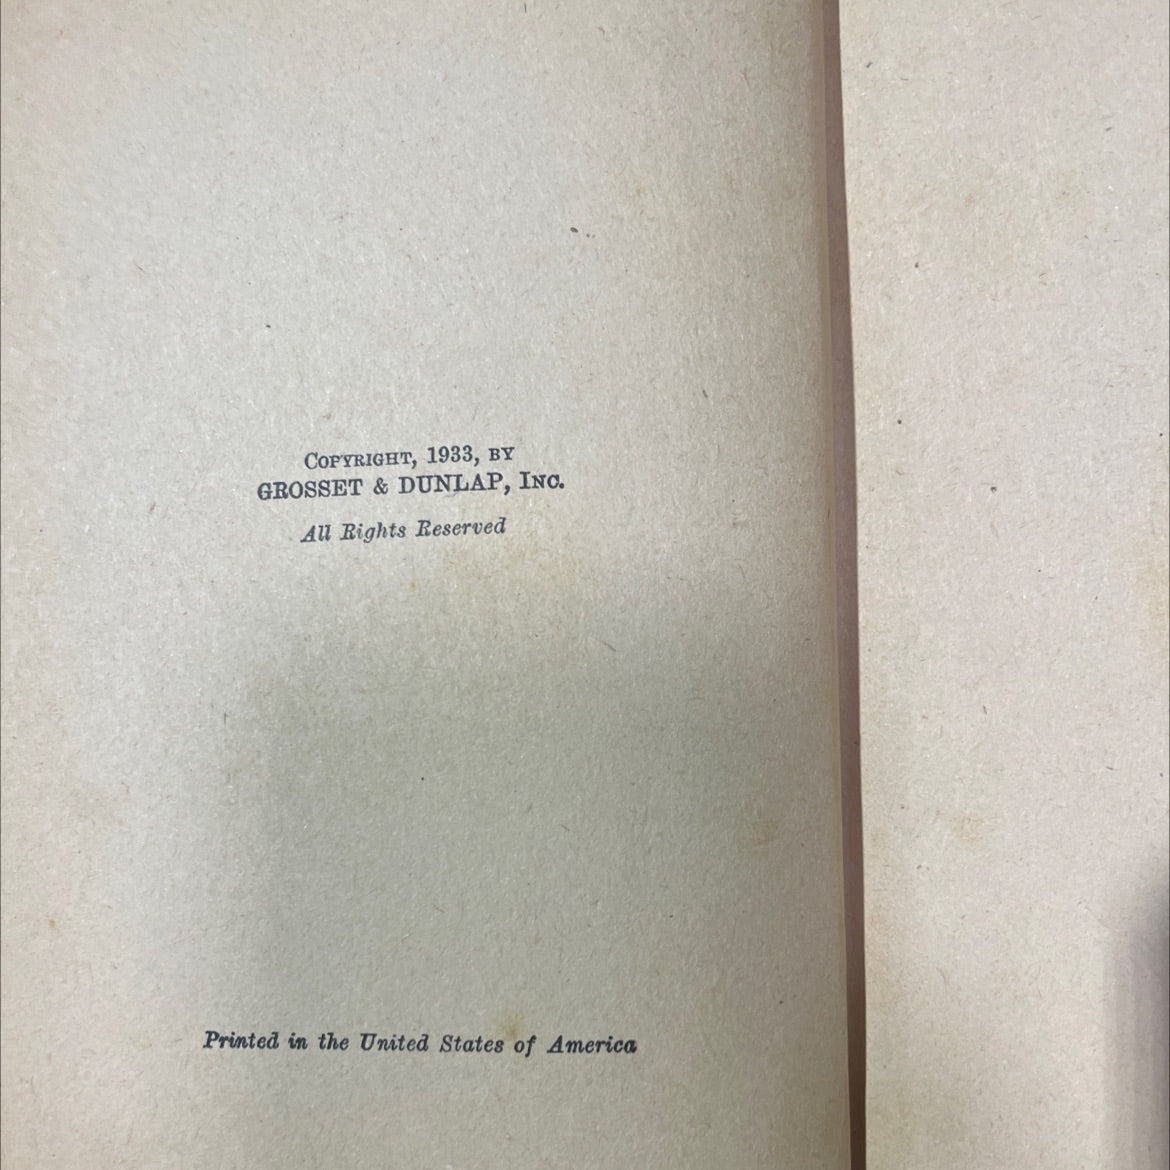 COPYRIGHT, 1933, BY
GROSSET & DUNLAP, INC.
All Rights Reserved
Printed in the United States of America